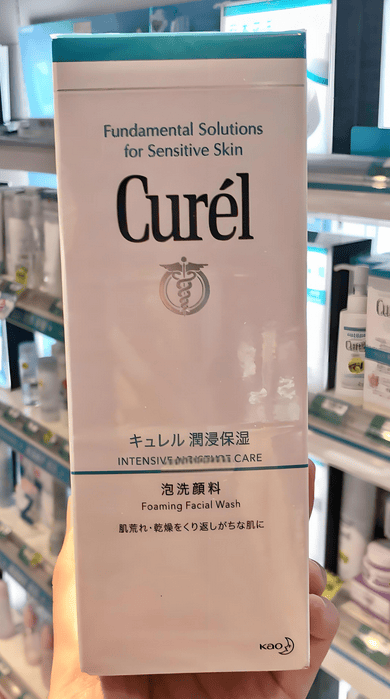 Fundamental Solutions
for Sensitive Skin
Curél
キュレル 潤浸保湿
INTENSIVE MOISTURE CARE
泡洗顔料
Foaming Facial Wash
肌荒れ・乾燥をくり返しがちな肌に
Kao